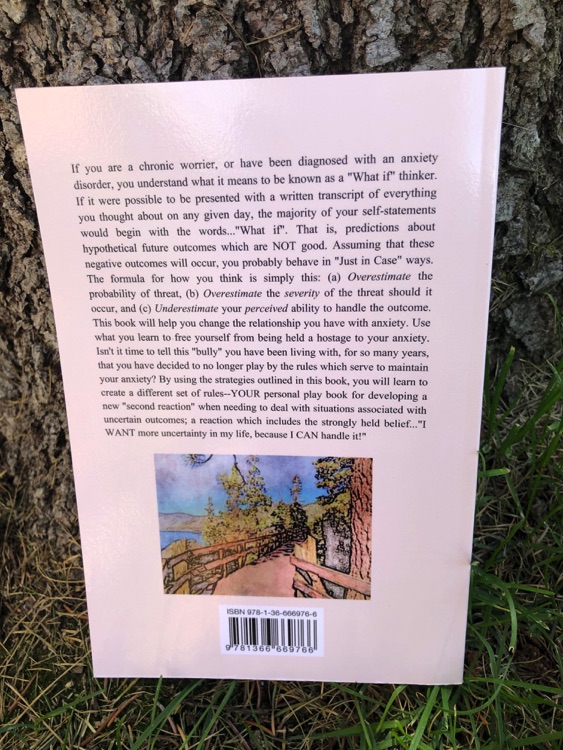 If you are a chronic worrier, or have been diagnosed with an anxiety
disorder, you understand what it means to be known as a "What if" thinker.
If it were possible to be presented with a written transcript of everything
you thought about on any given day, the majority of your self-statements
would begin with the words..."What if". That is, predictions about
hypothetical future outcomes which are NOT good. Assuming that these
negative outcomes will occur, you probably behave in "Just in Case" ways.
The formula for how you think is simply this: (a) Overestimate the
probability of threat, (b) Overestimate the severity of the threat should it
occur, and (c) Underestimate your perceived ability to handle the outcome.
This book will help you change the relationship you have with anxiety. Use
what you learn to free yourself from being held a hostage to your anxiety.
Isn't it time to tell this "bully" you have been living with, for so many years,
that you have decided to no longer play by the rules which serve to maintain
your anxiety? By using the strategies outlined in this book, you will learn to
create a different set of rules--YOUR personal play book for developing a
new "second reaction" when needing to deal with situations associated with
uncertain outcomes; a reaction which includes the strongly held belief..."I
WANT more uncertainty in my life, because I CAN handle it!"
ISBN 978-1-36-666976-6
9781366669766